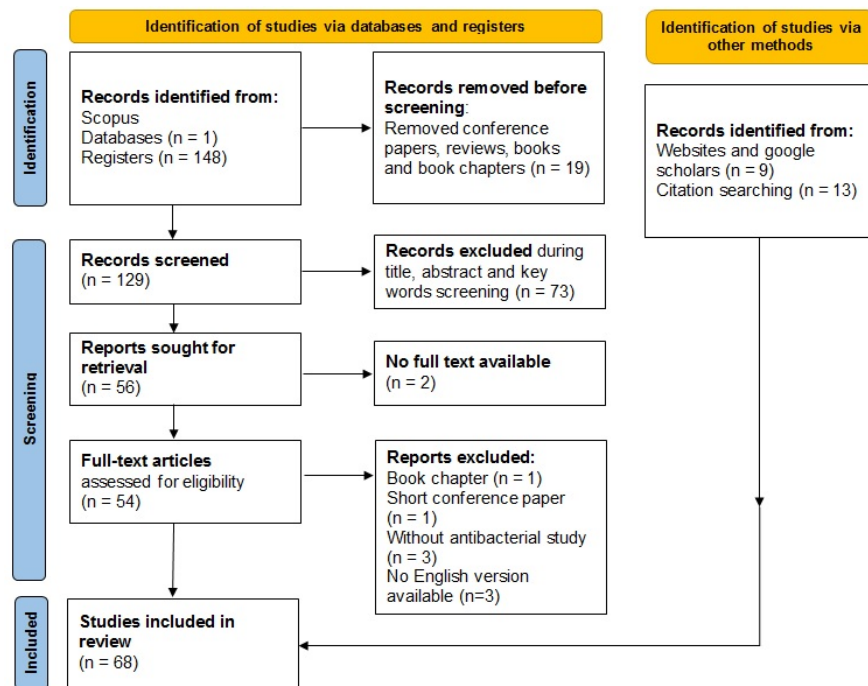 Identification of studies via databases and registers
Identification of studies via
other methods
Identification
Records identified from:
Scopus
Databases (n = 1)
Registers (n = 148)
Records removed before
screening:
Removed conference
papers, reviews, books
and book chapters (n = 19)
Records identified from:
Websites and google
scholars (n = 9)
Citation searching (n = 13)
Screening
Records screened
(n = 129)
Records excluded during
title, abstract and key
words screening (n = 73)
Reports sought for
retrieval
(n = 56)
No full text available
(n = 2)
Full-text articles
assessed for eligibility
(n = 54)
Reports excluded:
Book chapter (n = 1)
Short conference paper
(n = 1)
Without antibacterial study
(n = 3)
No English version
available (n=3)
Included
Studies included in
review
(n = 68)